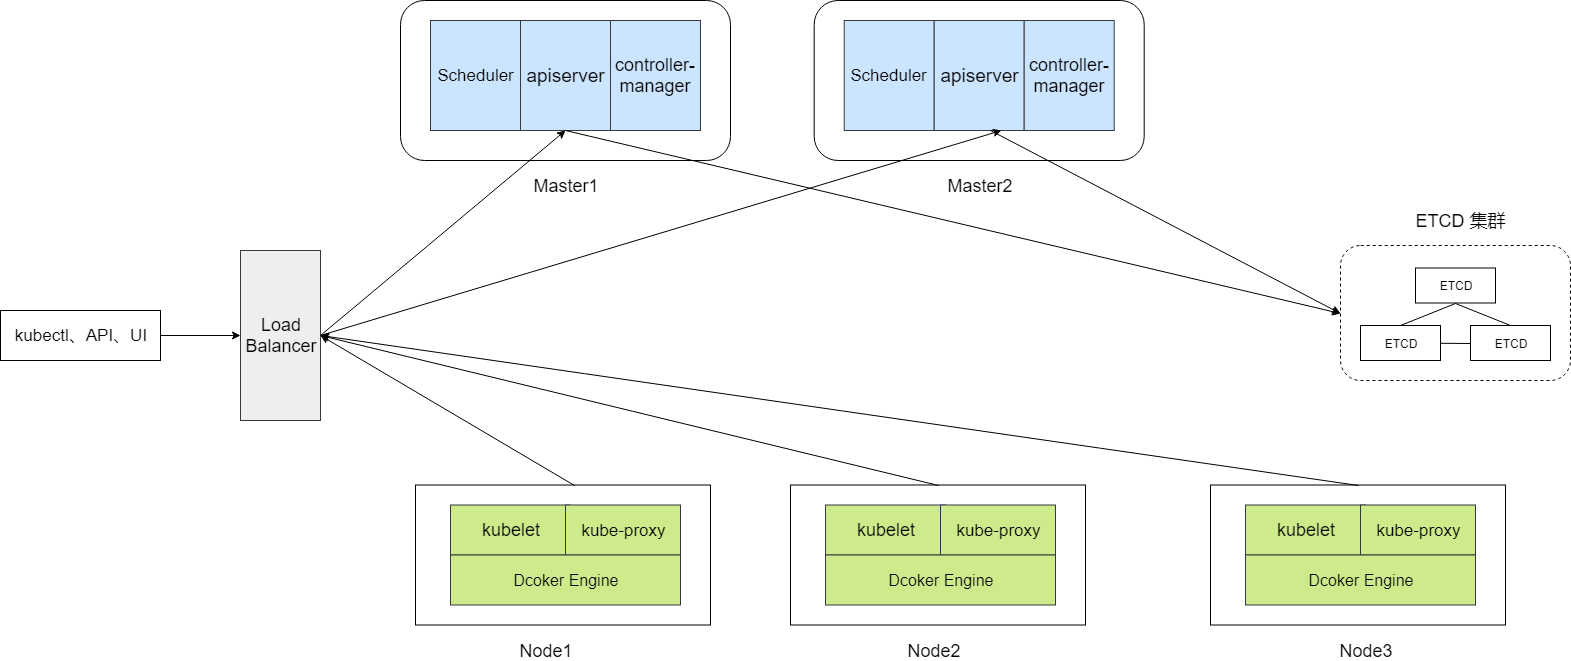 Scheduler
apiserver
controller-
manager
Scheduler
apiserver
controller-
manager
Master1
Master2
ETCD 集群
ETCD
ETCD
ETCD
kubectl、API、UI
Load
Balancer
kubelet
kube-proxy
Dcoker Engine
kubelet
kube-proxy
Dcoker Engine
kubelet
kube-proxy
Dcoker Engine
Node1
Node2
Node3